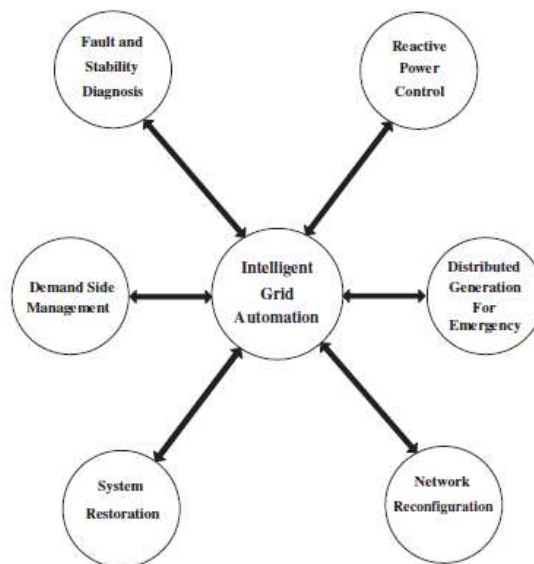 Fault and
Stability
Diagnosis
Reactive
Power
Control
Demand Side
Management
Intelligent
Grid
Automation
Distributed
Generation
For
Emergency
System
Restoration
Network
Reconfiguration